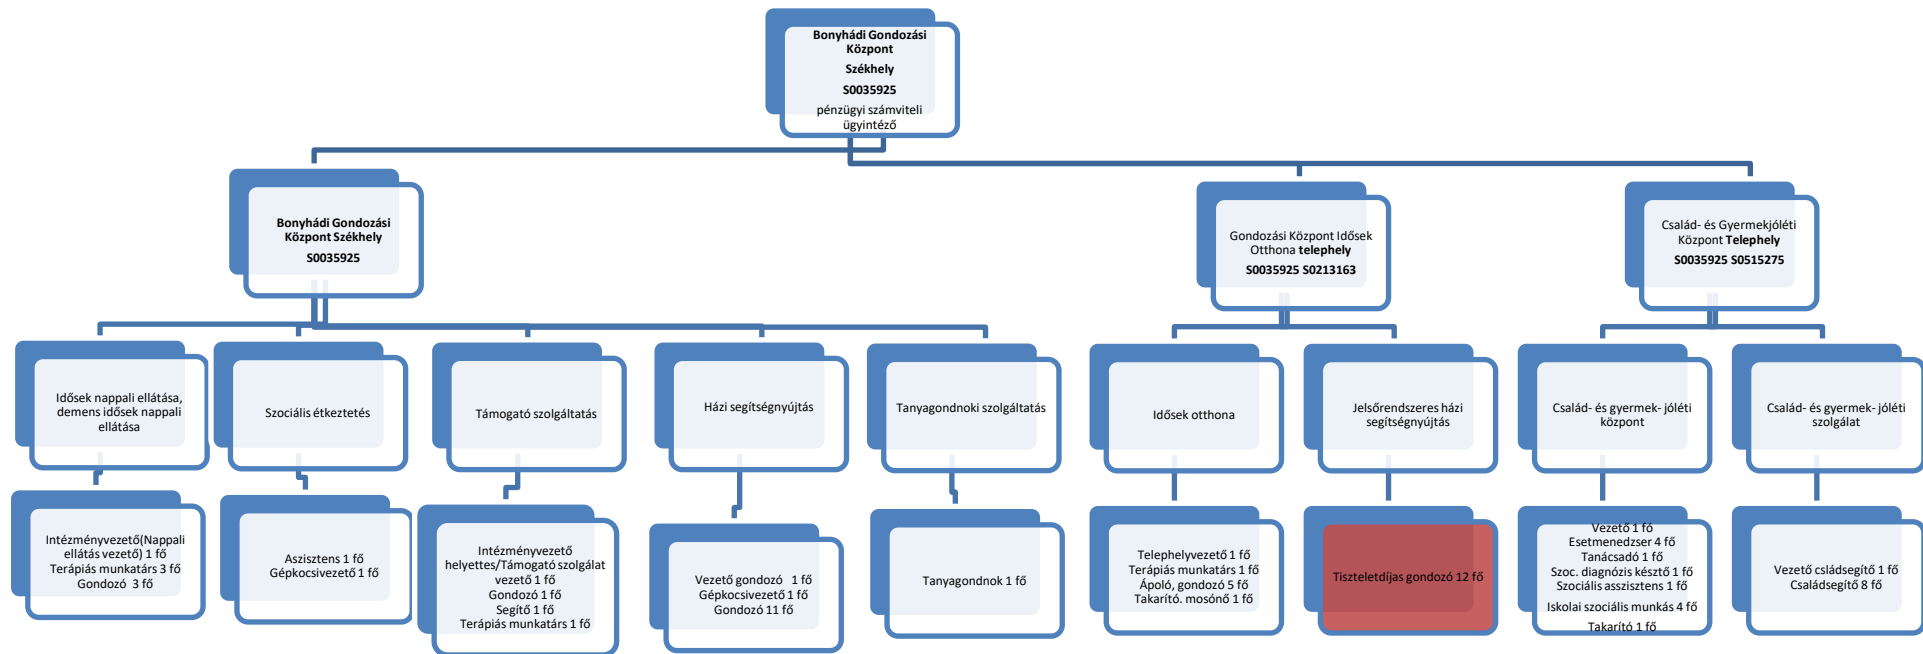 Bonyhádi Gondozási
Központ
Székhely
S0035925
pénzügyi számviteli
ügyintéző
Bonyhádi Gondozási
Központ Székhely
S0035925
Gondozási Központ Idősek
Otthona telephely
S0035925 S0213163
Család- és Gyermekjóléti
Központ Telephely
S0035925 S0515275
Idősek nappali ellátása,
demens idősek nappali
ellátása
Szociális étkeztetés
Támogató szolgáltatás
Házi segítségnyújtás
Tanyagondnoki szolgáltatás
Idősek otthona
Jelsőrendszeres házi
segítségnyújtás
Család- és gyermek- jóléti
központ
Család- és gyermek- jóléti
szolgálat
Intézményvezető(Nappali
ellátás vezető) 1 fő
Terápiás munkatárs 3 fő
Gondozó 3 fő
Aszisztens 1 fő
Gépkocsivezető 1 fő
Intézményvezető
helyettes/Támogató szolgálat
vezető 1 fő
Gondozó 1 fő
Segítő 1 fő
Terápiás munkatárs 1 fő
Vezető gondozó 1 fő
Gépkocsivezető 1 fő
Gondozó 11 fő
Tanyagondnok 1 fő
Telephelyvezető 1 fő
Terápiás munkatárs 1 fő
Ápoló, gondozó 5 fő
Takarító. mosónő 1 fő
Tiszteletdíjas gondozó 12 fő
Vezető 1 fó
Esetmenedzser 4 fő
Tanácsadó 1 fő
Szoc. diagnózis késztő 1 fő
Szociális asszisztens 1 fő
Iskolai szociális munkás 4 fő
Takarító 1 fő
Vezető csládsegítő 1 fő
Családsegítő 8 fő